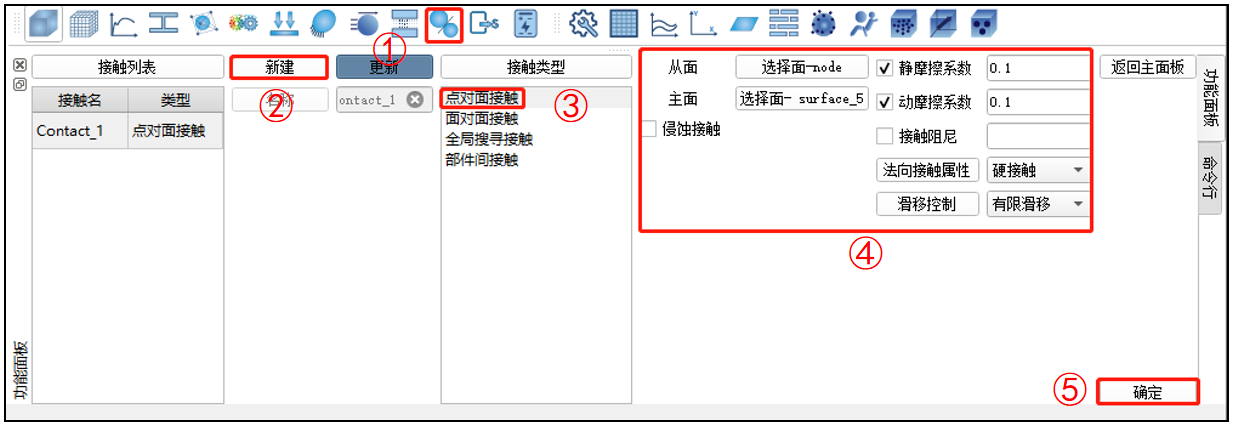 ①
接触列表
新建
更新
接触类型
从面
选择面-node
静摩擦系数
0.1
返回主面板
功能面板
接触名
类型
②
名称
ontact_1
点对面接触
③
主面
选择面- surface_5
动摩擦系数
0.1
Contact_1
点对面接触
面对面接触
侵蚀接触
接触阻尼
全局搜寻接触
部件间接触
法向接触属性
硬接触
命令行
滑移控制
有限滑移
④
功能面板
⑤
确定